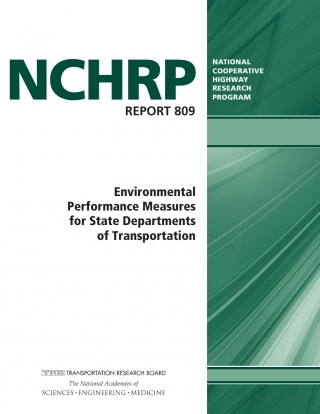 NCHRP
REPORT 809
NATIONAL
COOPERATIVE
HIGHWAY
RESEARCH
PROGRAM
Environmental
Performance Measures
for State Departments
of Transportation
TRB TRANSPORTATION RESEARCH BOARD
The National Academies of
SCIENCES • ENGINEERING • MEDICINE